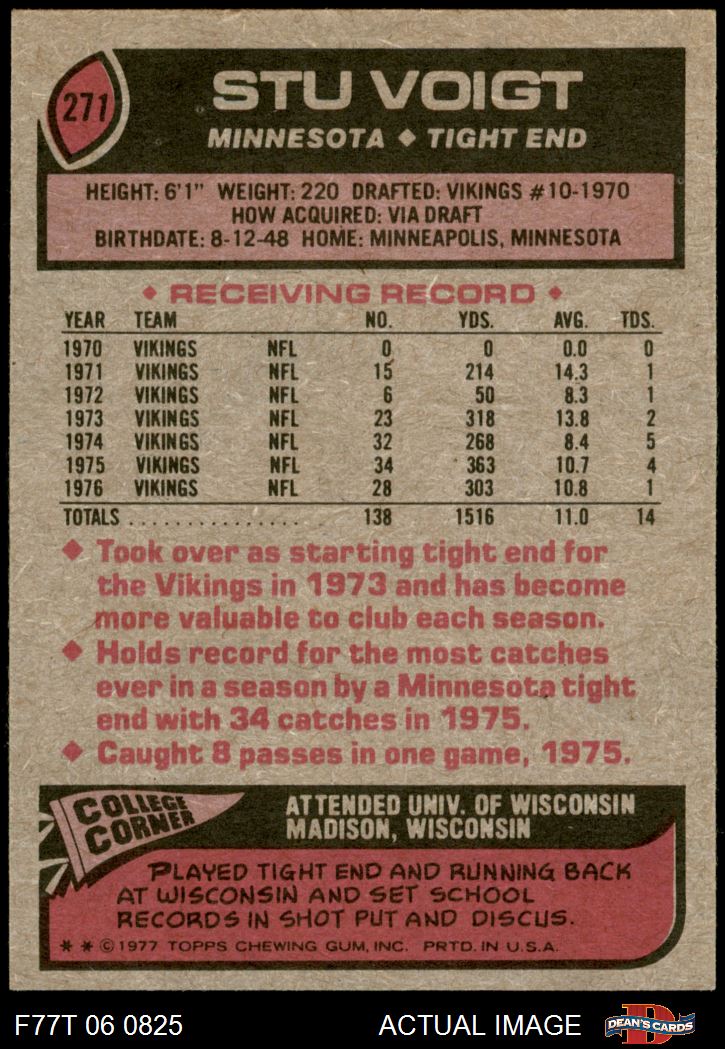 271
STU VOIGT
MINNESOTA ◆ TIGHT END
HEIGHT: 6'1" WEIGHT: 220 DRAFTED: VIKINGS #10-1970
HOW ACQUIRED: VIA DRAFT
BIRTHDATE: 8-12-48 HOME: MINNEAPOLIS, MINNESOTA
◆ RECEIVING RECORD ◆
YEAR TEAM NO. YDS. AVG. TDS.
1970 VIKINGS NFL 0 0 0.0 0
1971 VIKINGS NFL 15 214 14.3 1
1972 VIKINGS NFL 6 50 8.3 1
1973 VIKINGS NFL 23 318 13.8 2
1974 VIKINGS NFL 32 268 8.4 5
1975 VIKINGS NFL 34 363 10.7 4
1976 VIKINGS NFL 28 303 10.8 1
TOTALS . . . . . . . . . . . . . . . . 138 1516 11.0 14
◆ Took over as starting tight end for
the Vikings in 1973 and has become
more valuable to club each season.
◆ Holds record for the most catches
ever in a season by a Minnesota tight
end with 34 catches in 1975.
◆ Caught 8 passes in one game, 1975.
COLLEGE
CORNER
ATTENDED UNIV. OF WISCONSIN
MADISON, WISCONSIN
PLAYED TIGHT END AND RUNNING BACK
AT WISCONSIN AND SET SCHOOL
RECORDS IN SHOT PUT AND DISCUS.
* * © 1977 TOPPS CHEWING GUM, INC. PRTD. IN U.S.A.
F77T 06 0825 ACTUAL IMAGE
D
DEAN'S CARDS